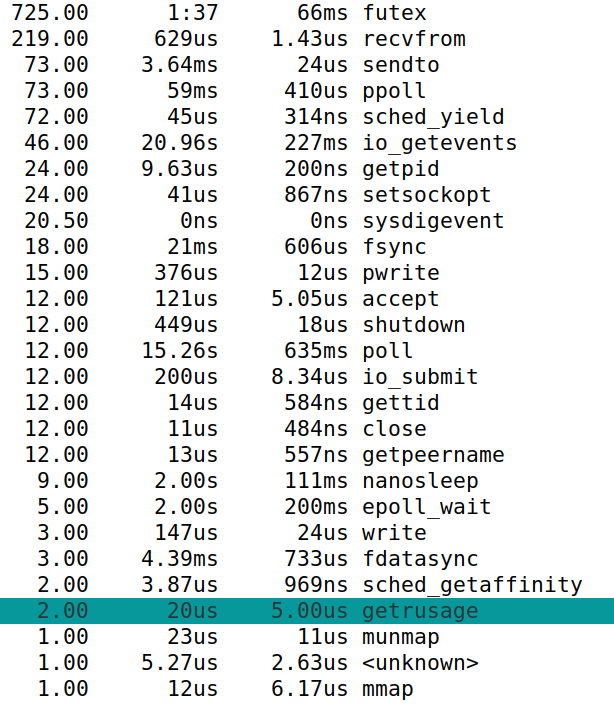 725.00 1:37 66ms futex
219.00 629us 1.43us recvfrom
73.00 3.64ms 24us sendto
73.00 59ms 410us ppoll
72.00 45us 314ns sched_yield
46.00 20.96s 227ms io_getevents
24.00 9.63us 200ns getpid
24.00 41us 867ns setsockopt
20.50 0ns 0ns sysdigevent
18.00 21ms 606us fsync
15.00 376us 12us pwrite
12.00 121us 5.05us accept
12.00 449us 18us shutdown
12.00 15.26s 635ms poll
12.00 200us 8.34us io_submit
12.00 14us 584ns gettid
12.00 11us 484ns close
12.00 13us 557ns getpeername
9.00 2.00s 111ms nanosleep
5.00 2.00s 200ms epoll_wait
3.00 147us 24us write
3.00 4.39ms 733us fdatasync
2.00 3.87us 969ns sched_getaffinity
2.00 20us 5.00us getrusage
1.00 23us 11us munmap
1.00 5.27us 2.63us <unknown>
1.00 12us 6.17us mmap